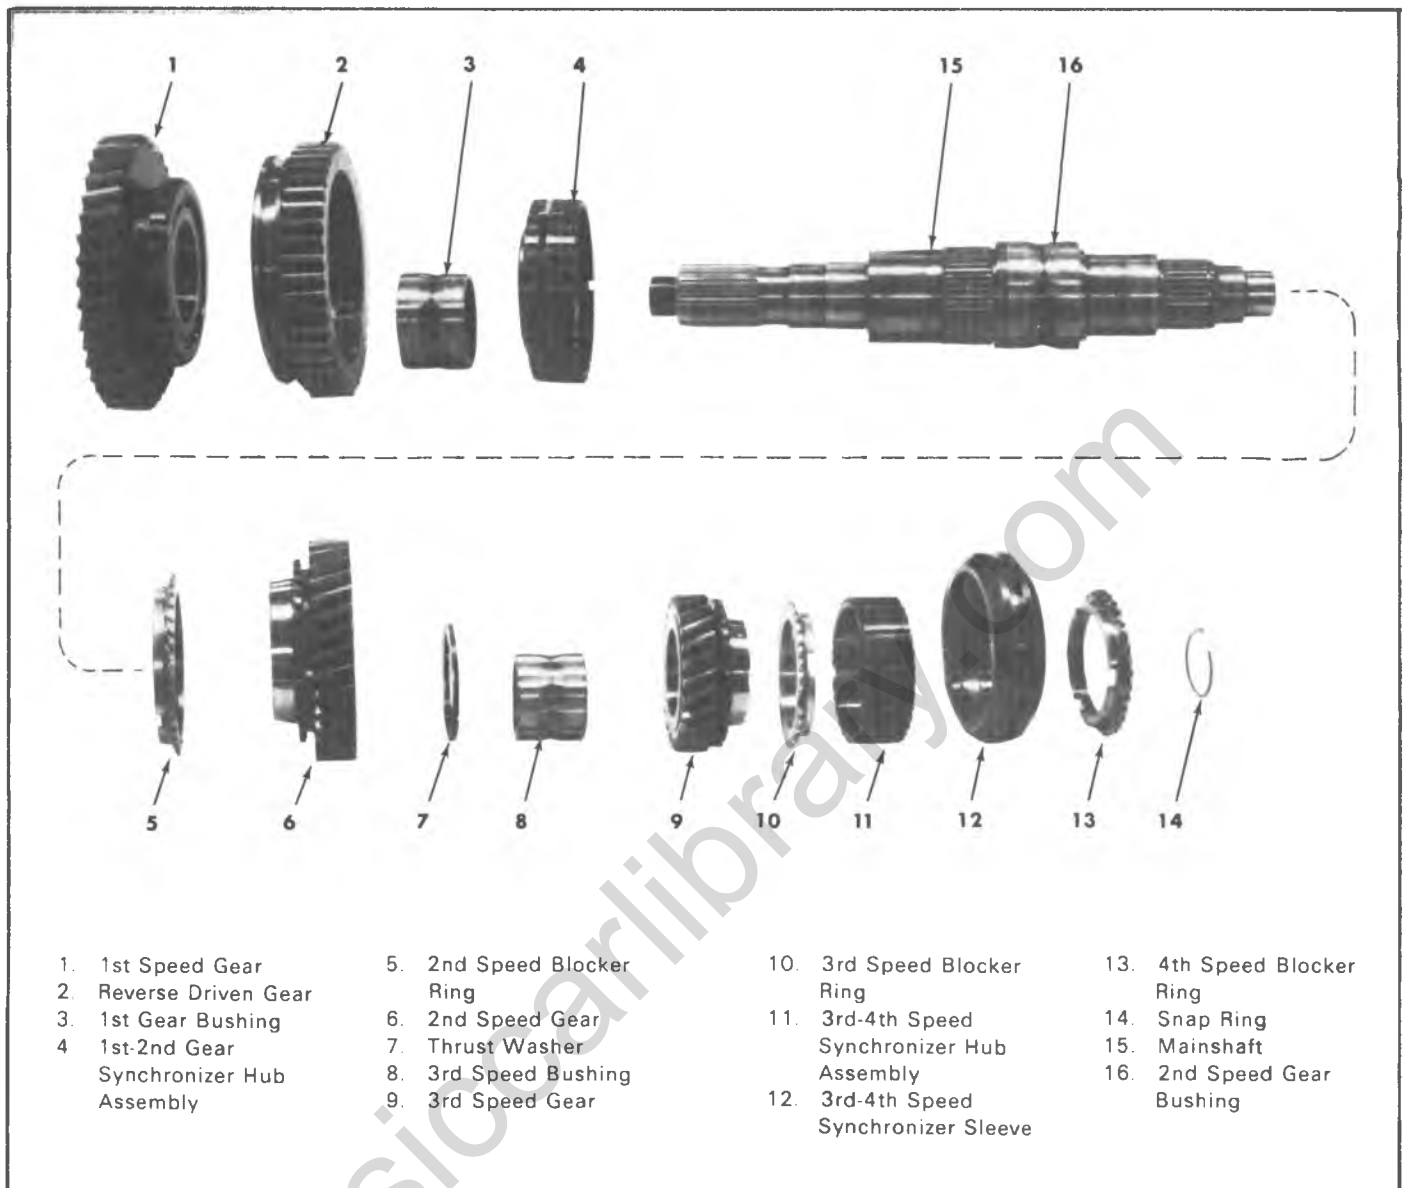 1 2 3 4 15 16
5 6 7 8 9 10 11 12 13 14
1. 1st Speed Gear
2. Reverse Driven Gear
3. 1st Gear Bushing
4 1st-2nd Gear
Synchronizer Hub
Assembly
5. 2nd Speed Blocker
Ring
6. 2nd Speed Gear
7. Thrust Washer
8. 3rd Speed Bushing
9. 3rd Speed Gear
10. 3rd Speed Blocker
Ring
11. 3rd-4th Speed
Synchronizer Hub
Assembly
12. 3rd-4th Speed
Synchronizer Sleeve
13. 4th Speed Blocker
Ring
14. Snap Ring
15. Mainshaft
16. 2nd Speed Gear
Bushing
siccarlibrary.com